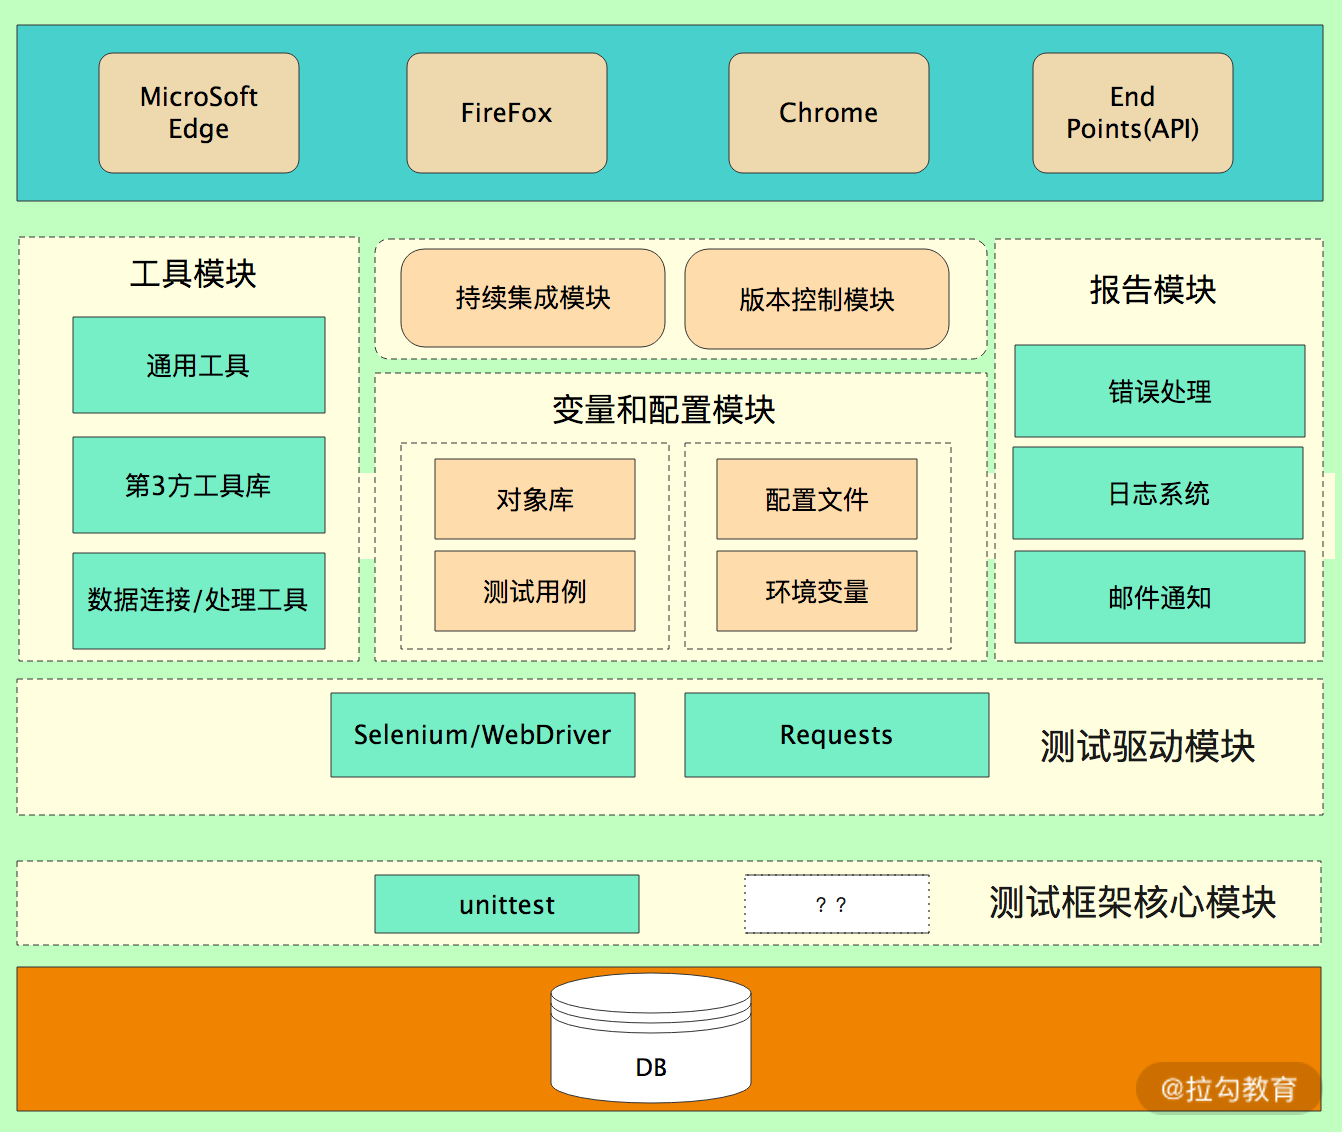 MicroSoft
Edge
FireFox
Chrome
End
Points(API)
工具模块
通用工具
第3方工具库
数据连接/处理工具
持续集成模块
版本控制模块
变量和配置模块
对象库
测试用例
配置文件
环境变量
报告模块
错误处理
日志系统
邮件通知
Selenium/WebDriver
Requests
测试驱动模块
unittest
? ?
测试框架核心模块
DB
@拉勾教育